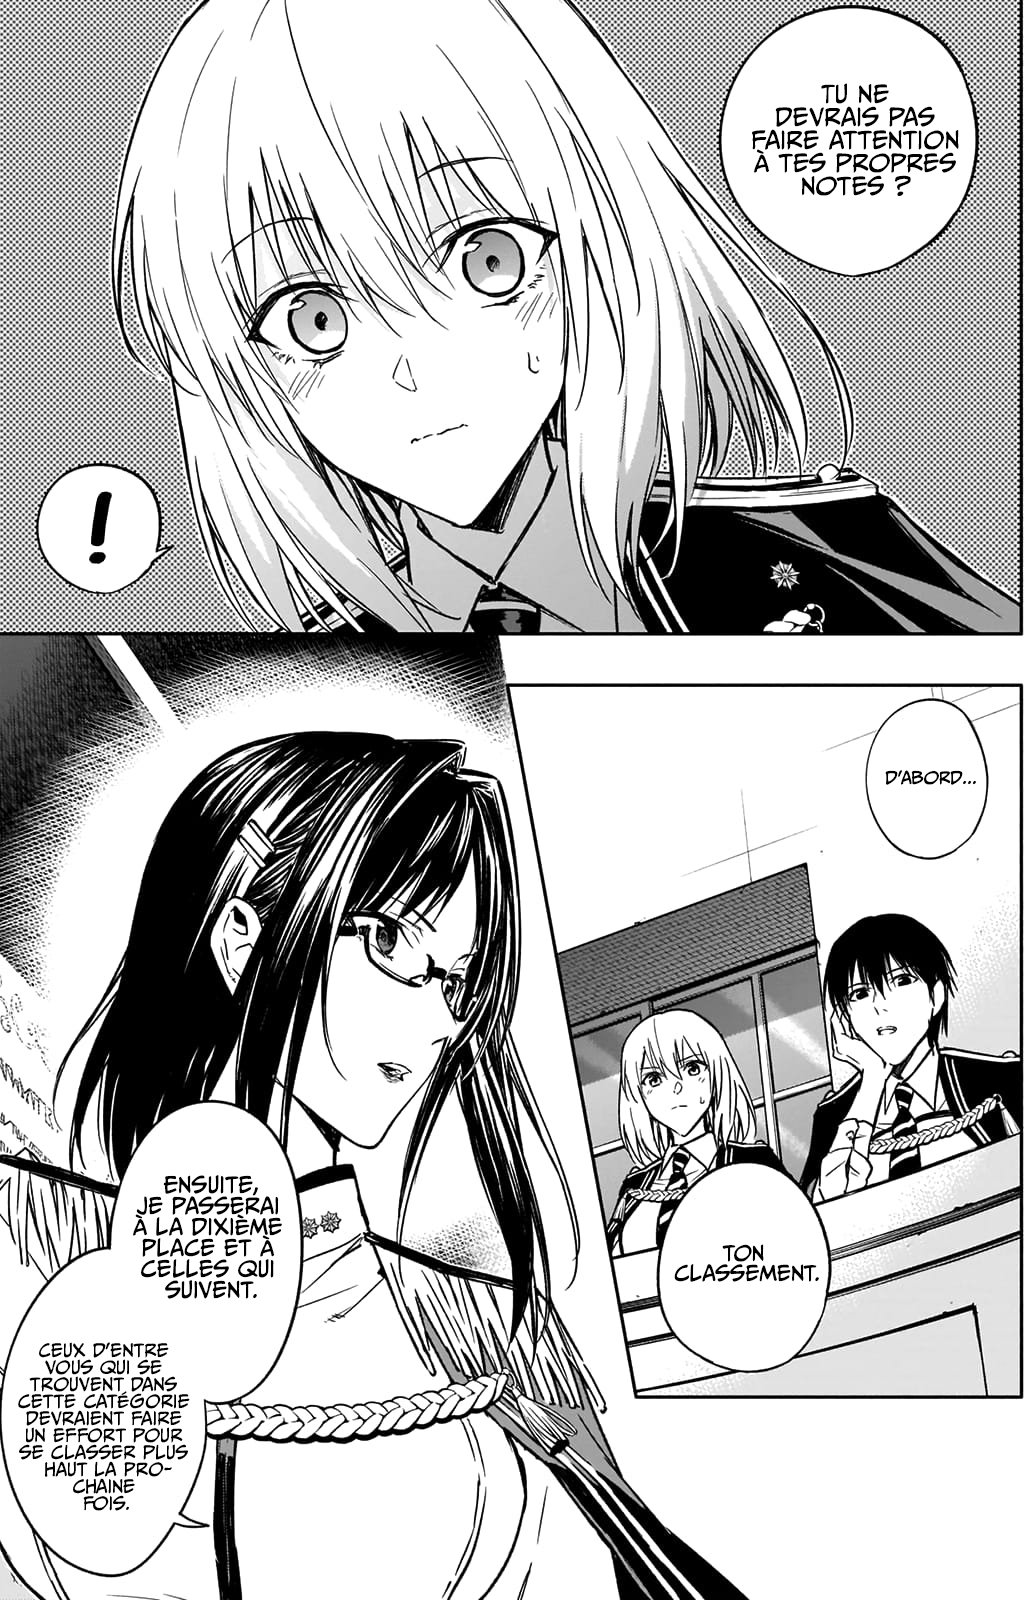 TU NE
DEVRAIS PAS
FAIRE ATTENTION
À TES PROPRES
NOTES ?
!
D'ABORD...
TON
CLASSEMENT.
ENSUITE,
JE PASSERAI
À LA DIXIÈME
PLACE ET À
CELLES QUI
SUIVENT.
CEUX D'ENTRE
VOUS QUI SE
TROUVENT DANS
CETTE CATÉGORIE
DEVRAIENT FAIRE
UN EFFORT POUR
SE CLASSER PLUS
HAUT LA PRO-
CHAINE
FOIS.